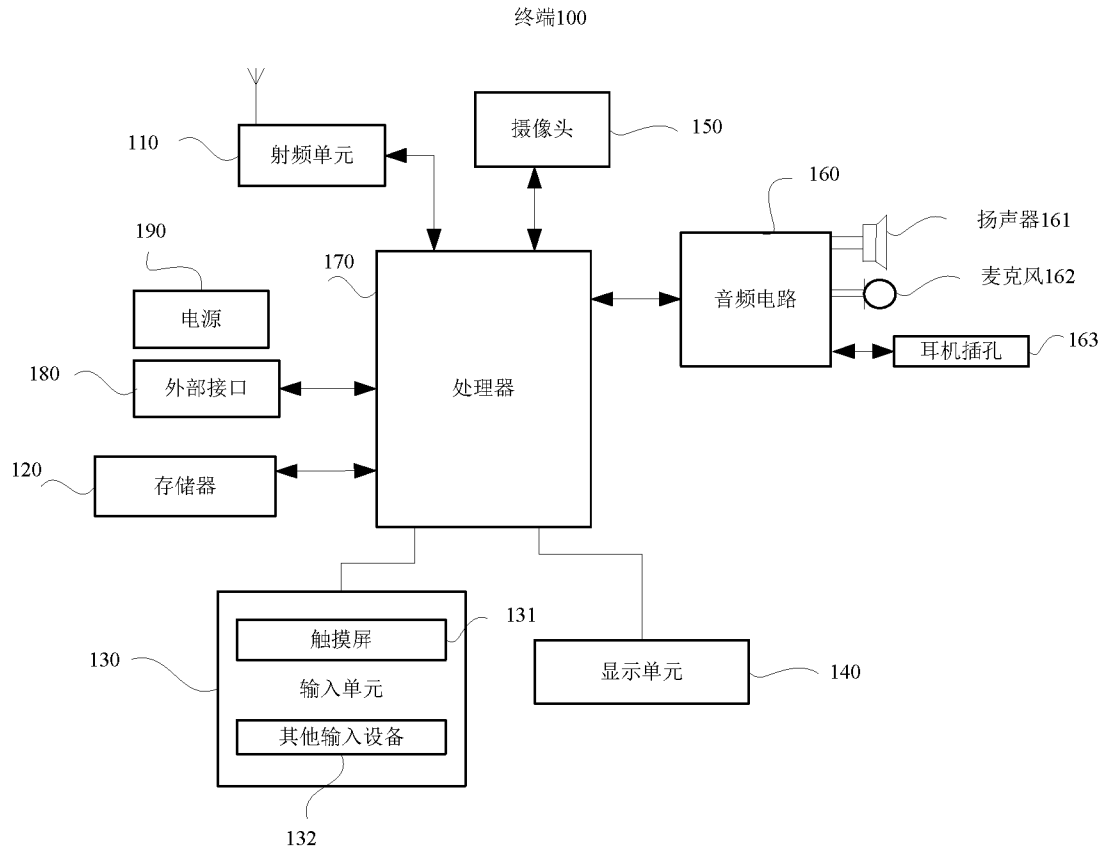 终端100
摄像头
150
110
射频单元
160
190
扬声器161
170
麦克风162
电源
音频电路
163
耳机插孔
180
外部接口
处理器
120
存储器
131
触摸屏
130
输入单元
显示单元
140
其他输入设备
132